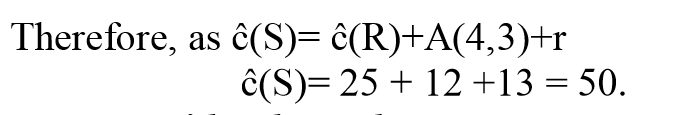 Therefore, as ĉ(S)= ĉ(R)+A(4,3)+r
ĉ(S)= 25 + 12 +13 = 50.